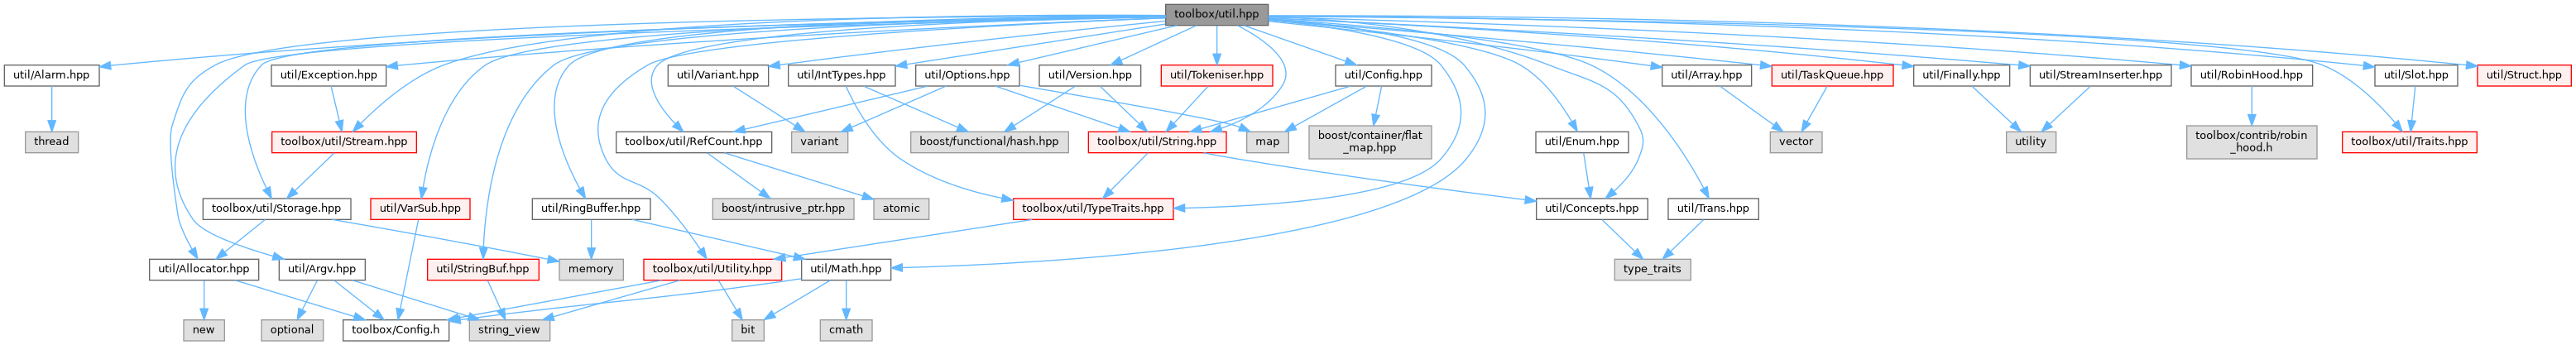 toolbox/util.hpp
util/Alarm.hpp
util/Exception.hpp
util/Variant.hpp
util/IntTypes.hpp
util/Options.hpp
util/Version.hpp
util/Tokeniser.hpp
util/Config.hpp
util/Array.hpp
util/TaskQueue.hpp
util/Finally.hpp
util/StreamInserter.hpp
util/RobinHood.hpp
util/Slot.hpp
util/Struct.hpp
thread
toolbox/util/Stream.hpp
toolbox/util/RefCount.hpp
variant
boost/functional/hash.hpp
toolbox/util/String.hpp
map
boost/container/flat
_map.hpp
util/Enum.hpp
vector
utility
toolbox/contrib/robin
_hood.h
toolbox/util/Traits.hpp
toolbox/util/Storage.hpp
util/VarSub.hpp
util/RingBuffer.hpp
boost/intrusive_ptr.hpp
atomic
toolbox/util/TypeTraits.hpp
util/Concepts.hpp
util/Trans.hpp
util/Allocator.hpp
util/Argv.hpp
util/StringBuf.hpp
memory
toolbox/util/Utility.hpp
util/Math.hpp
type_traits
new
optional
toolbox/Config.h
string_view
bit
cmath